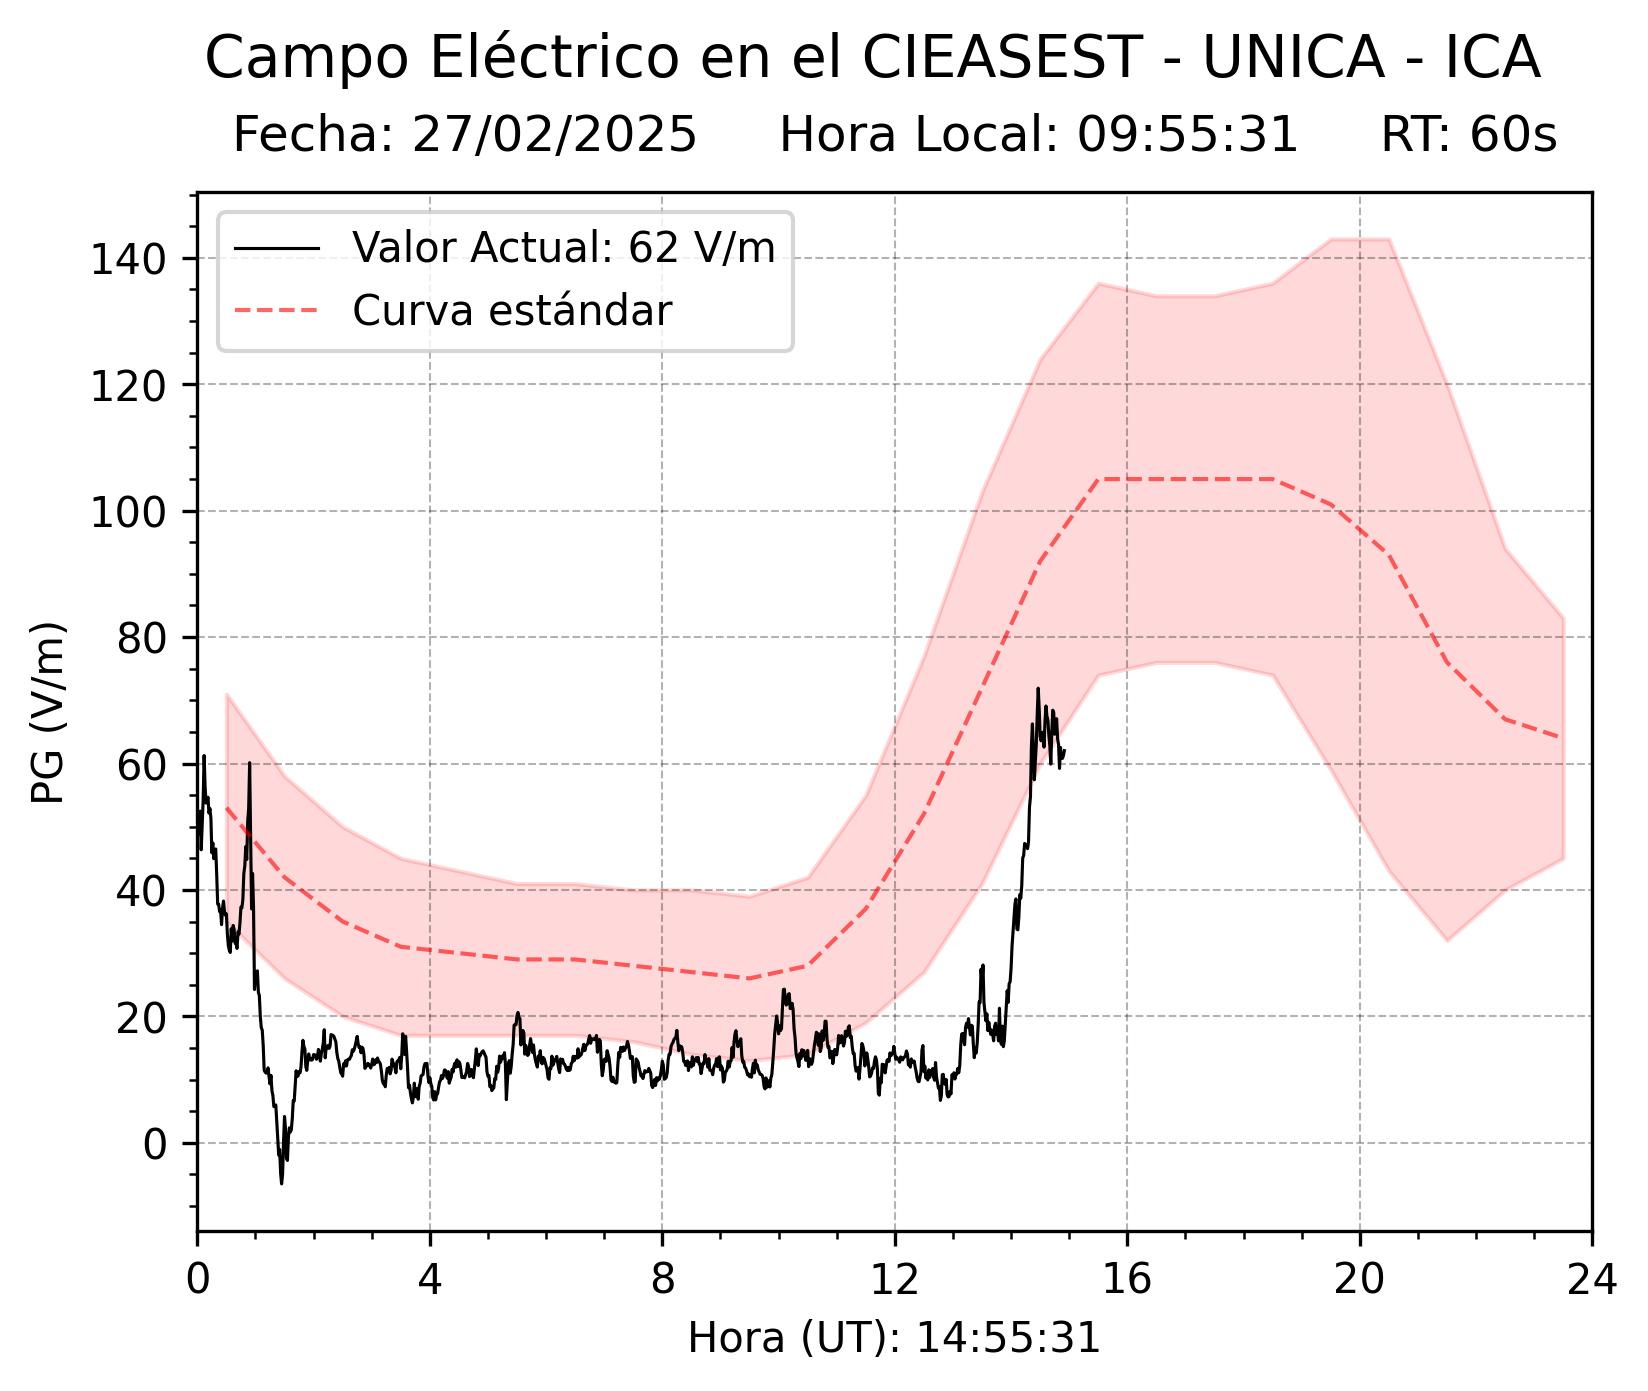 Campo Eléctrico en el CIEASEST - UNICA - ICA
Fecha: 27/02/2025 Hora Local: 09:55:31 RT: 60s
Valor Actual: 62 V/m
Curva estándar
140
120
100
80
60
40
20
0
PG (V/m)
0 4 8 12 16 20 24
Hora (UT): 14:55:31